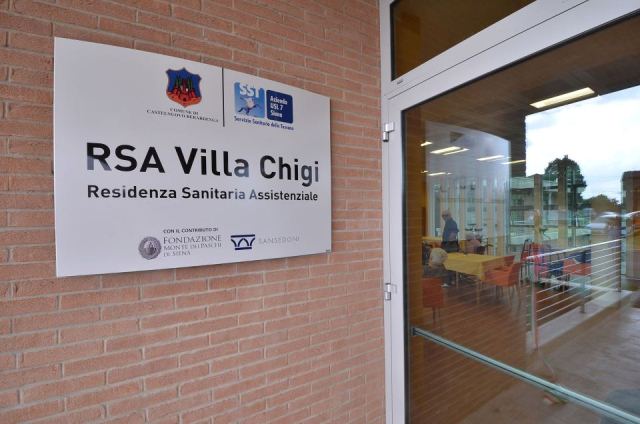 COMUNE DI
CASTELNUOVO BERARDENGA
SST
Azienda
USL 7
Siena
Servizio Sanitario della Toscana
RSA Villa Chigi
Residenza Sanitaria Assistenziale
CON IL CONTRIBUTO DI
FONDAZIONE
MONTE DEI PASCHI
DI SIENA
SANSEDONI